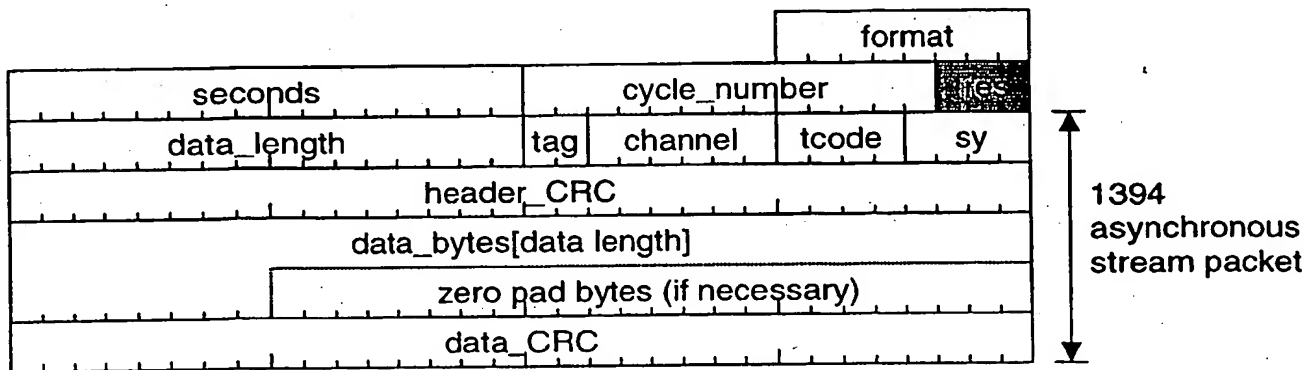 format
seconds cycle_number res
data_length tag channel tcode sy
header_CRC
data_bytes[data length]
zero pad bytes (if necessary)
data_CRC
1394
asynchronous
stream packet